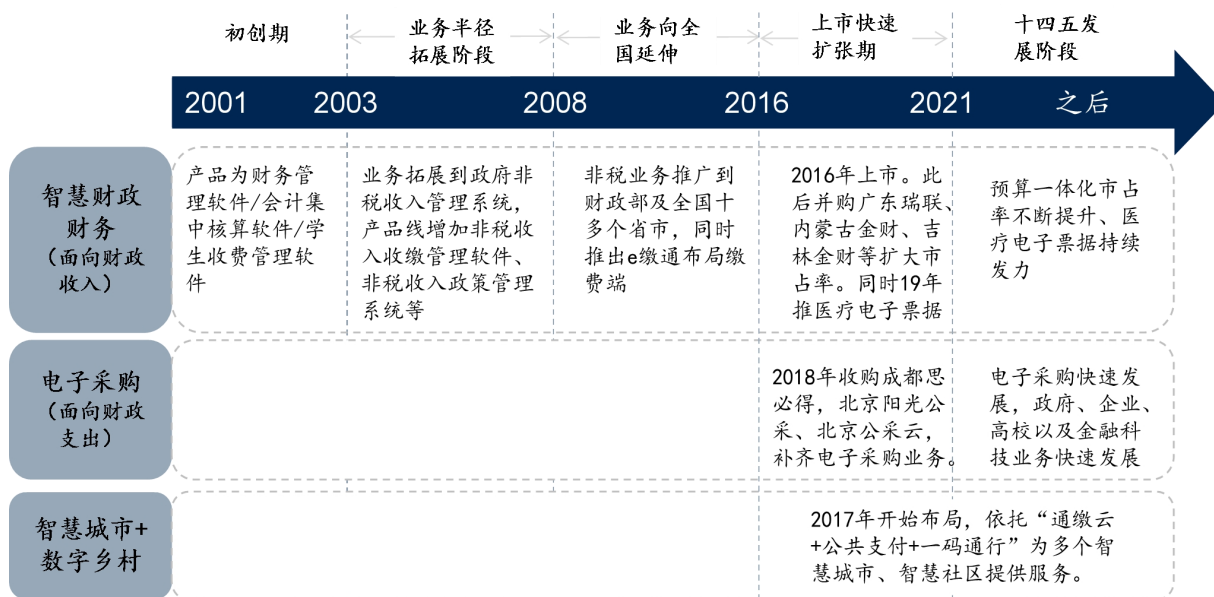 初创期
业务半径
拓展阶段
业务向全
国延伸
上市快速
扩张期
十四五发
展阶段
2001
2003
2008
2016
2021
之后
智慧财政
财务
（面向财政
收入）
产品为财务管
理软件/会计集
中核算软件/学
生收费管理软
件
业务拓展到政府非
税收入管理系统，
产品线增加非税收
入收缴管理软件、
非税收入政策管理
系统等
非税业务推广到
财政部及全国十
多个省市，同时
推出e缴通布局缴
费端
2016年上市。此
后并购广东瑞联、
内蒙古金财、吉
林金财等扩大市
占率。同时19年
推医疗电子票据
预算一体化市占
率不断提升、医
疗电子票据持续
发力
电子采购
（面向财政
支出）
2018年收购成都思
必得，北京阳光公
采、北京公采云，
补齐电子采购业务。
电子采购快速发
展，政府、企业、
高校以及金融科
技业务快速发展
智慧城市+
数字乡村
2017年开始布局，依托“通缴云
+公共支付+一码通行”为多个智
慧城市、智慧社区提供服务。